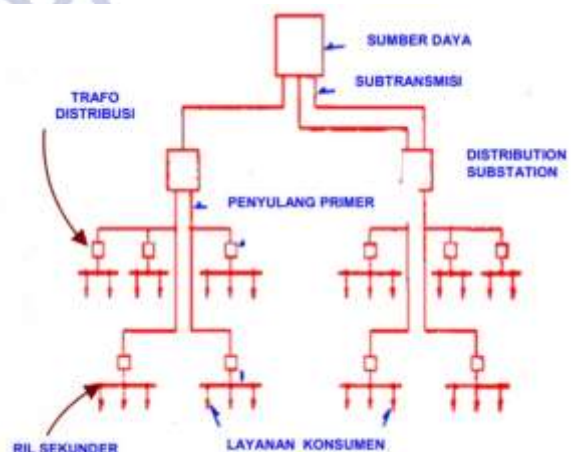 SUMBER DAYA
SUBTRANSMISI
TRAFO
DISTRIBUSI
DISTRIBUTION
SUBSTATION
PENYULANG PRIMER
LAYANAN KONSUMEN
RIL SEKUNDER